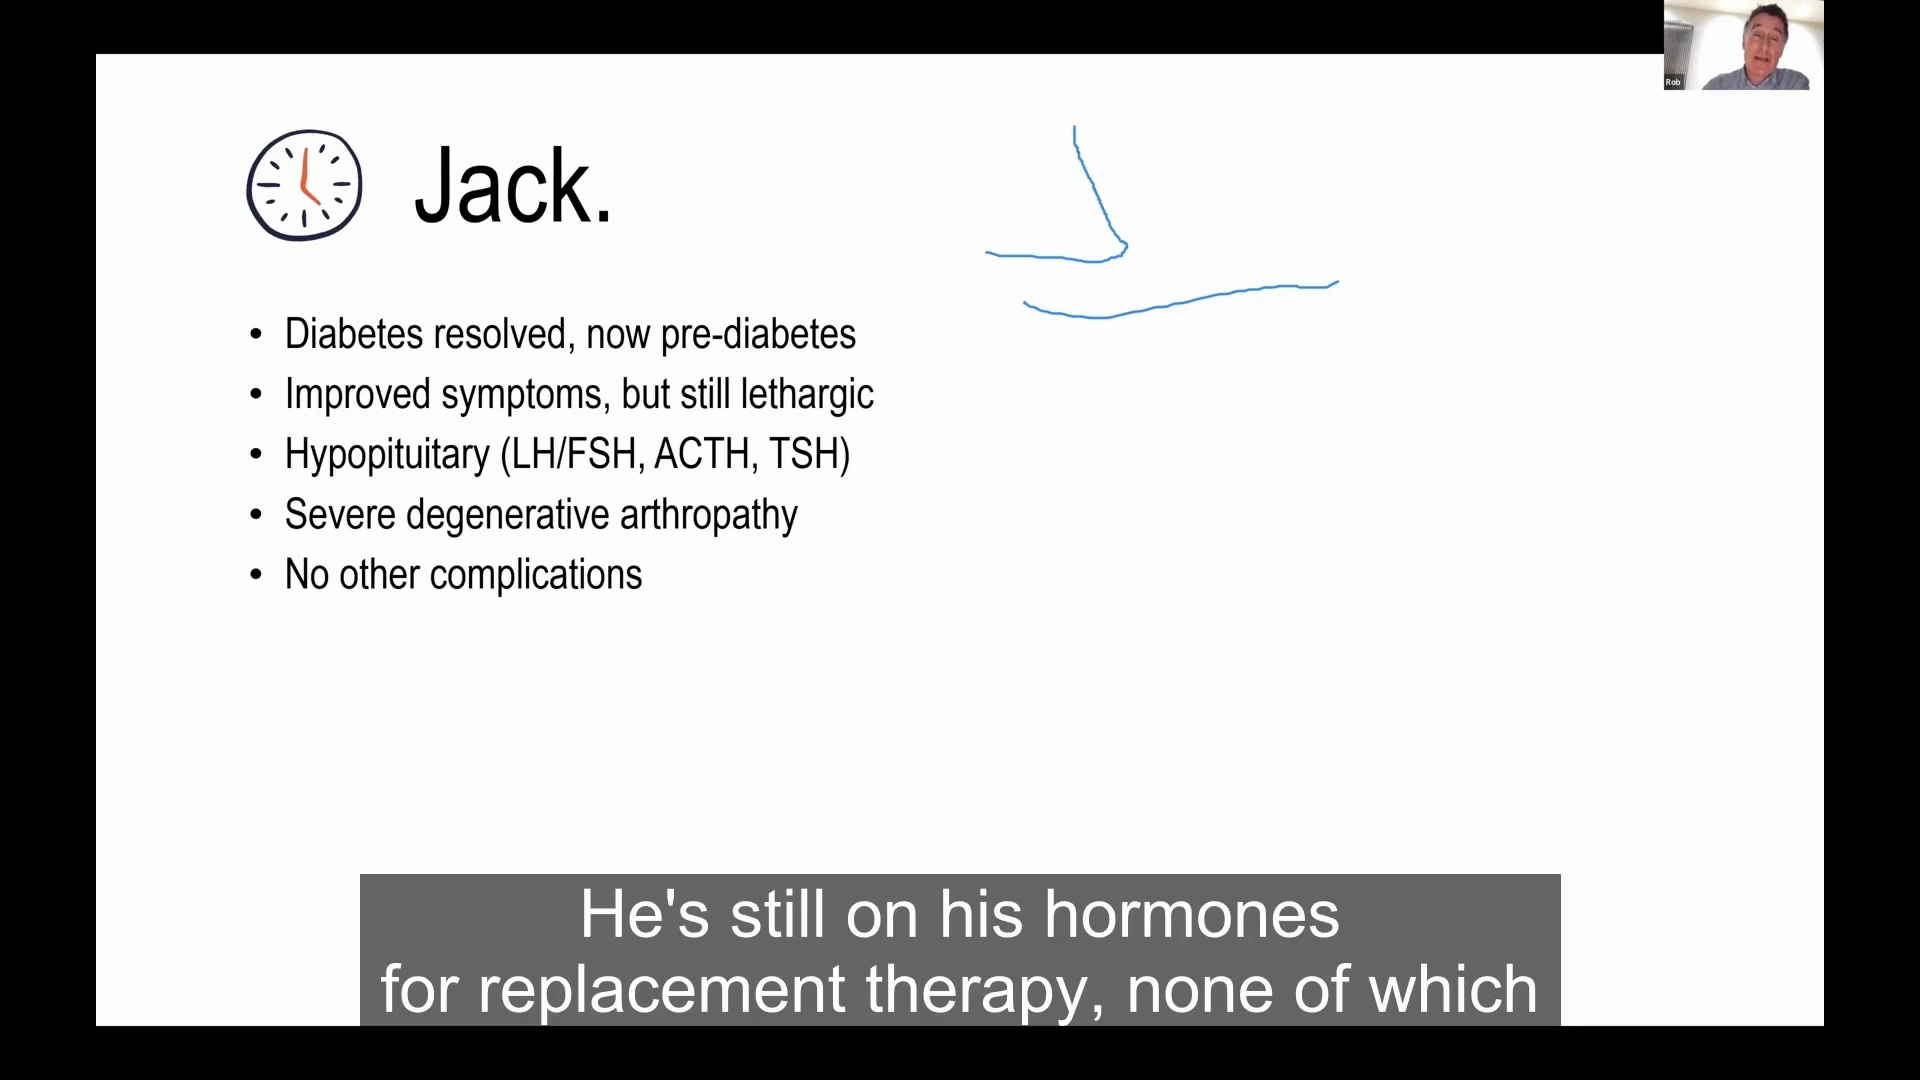 Rob
Jack.
• Diabetes resolved, now pre-diabetes
• Improved symptoms, but still lethargic
• Hypopituitary (LH/FSH, ACTH, TSH)
• Severe degenerative arthropathy
• No other complications
He's still on his hormones
for replacement therapy, none of which